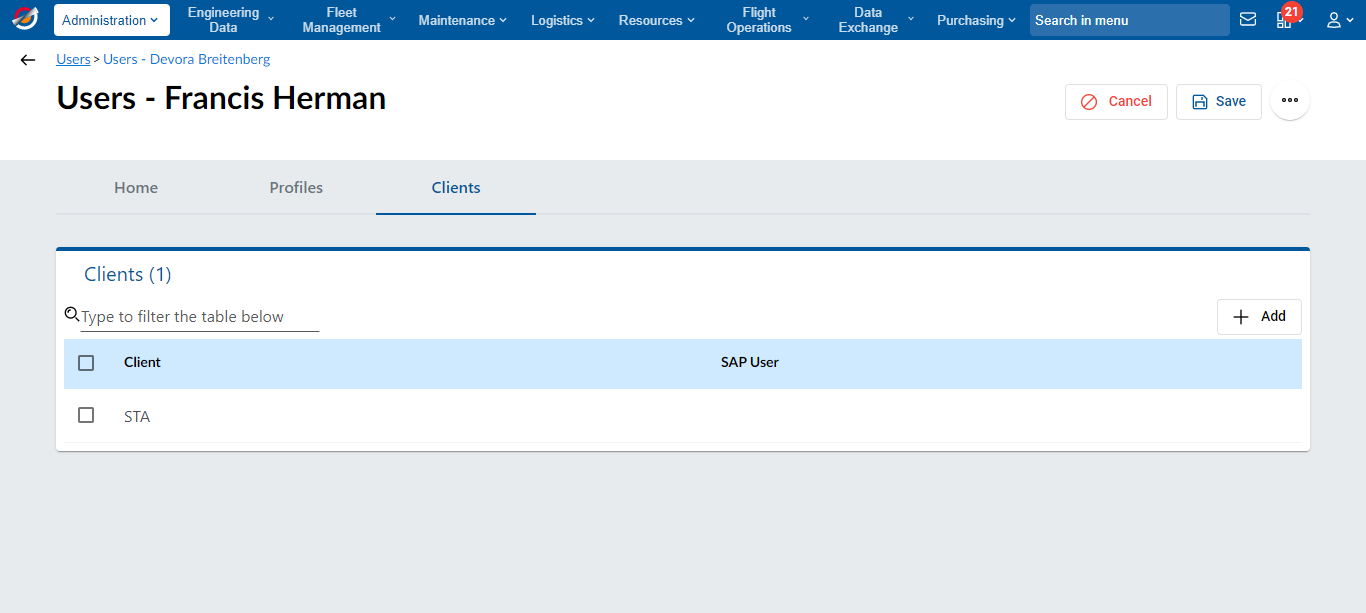 Administration
Engineering Data
Fleet Management
Maintenance
Logistics
Resources
Flight Operations
Data Exchange
Purchasing
Search in menu
21
Users > Users - Devora Breitenberg
Users - Francis Herman
Cancel
Save
Home
Profiles
Clients
Clients (1)
Type to filter the table below
Add
Client
SAP User
STA